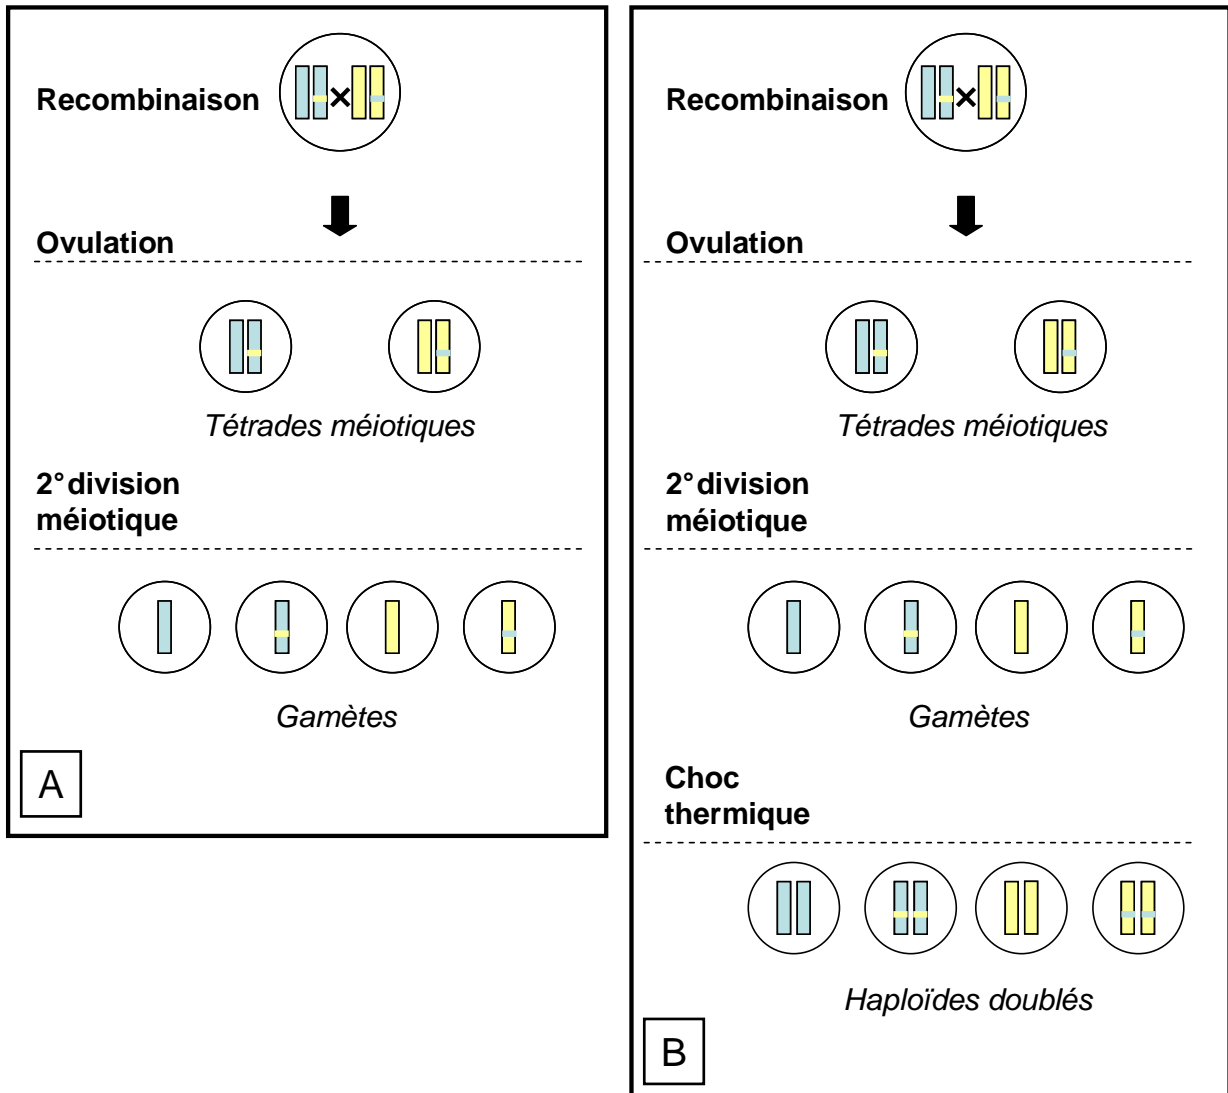 Recombinaison
Ovulation
Tétrades méiotiques
2° division
méiotique
Gamètes
A
Recombinaison
Ovulation
Tétrades méiotiques
2° division
méiotique
Gamètes
Choc
thermique
Haploïdes doublés
B